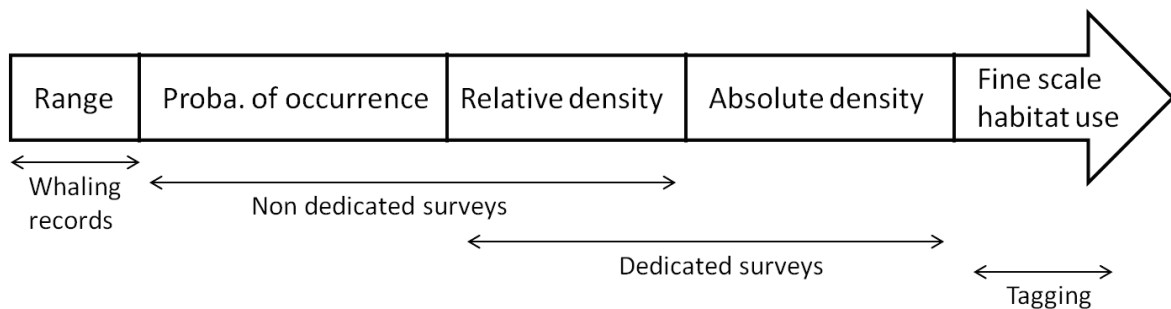 Range
Proba. of occurrence
Relative density
Absolute density
Fine scale
habitat use
Whaling
records
Non dedicated surveys
Dedicated surveys
Tagging